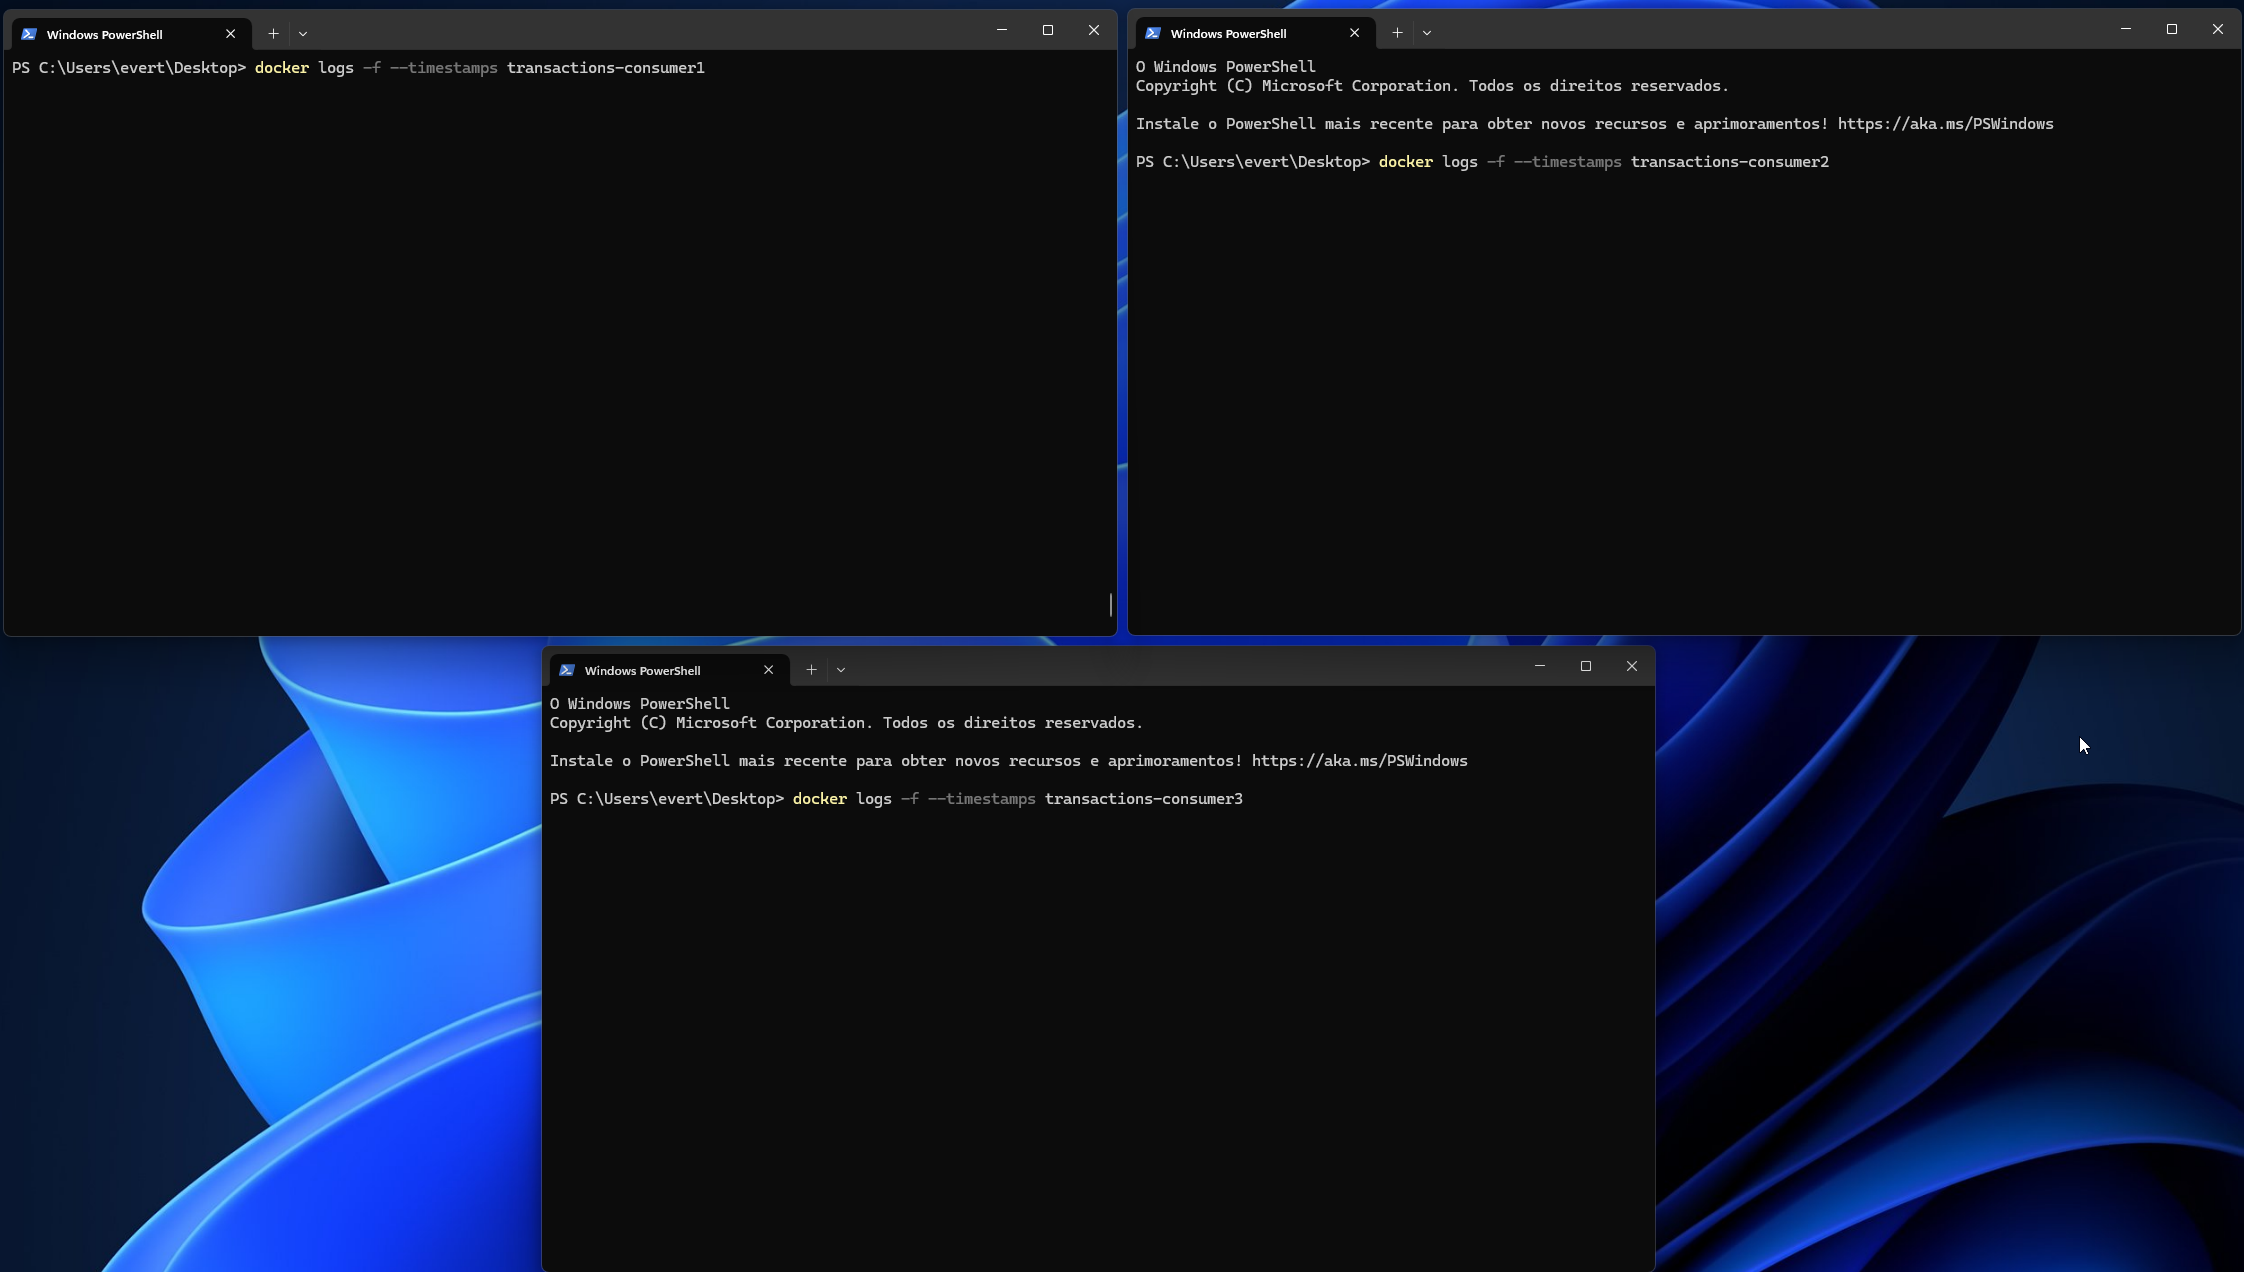 Windows PowerShell
PS C:\Users\evert\Desktop> docker logs -f --timestamps transactions-consumer1
Windows PowerShell
O Windows PowerShell
Copyright (C) Microsoft Corporation. Todos os direitos reservados.
Instale o PowerShell mais recente para obter novos recursos e aprimoramentos! https://aka.ms/PSWindows
PS C:\Users\evert\Desktop> docker logs -f --timestamps transactions-consumer2
Windows PowerShell
O Windows PowerShell
Copyright (C) Microsoft Corporation. Todos os direitos reservados.
Instale o PowerShell mais recente para obter novos recursos e aprimoramentos! https://aka.ms/PSWindows
PS C:\Users\evert\Desktop> docker logs -f --timestamps transactions-consumer3